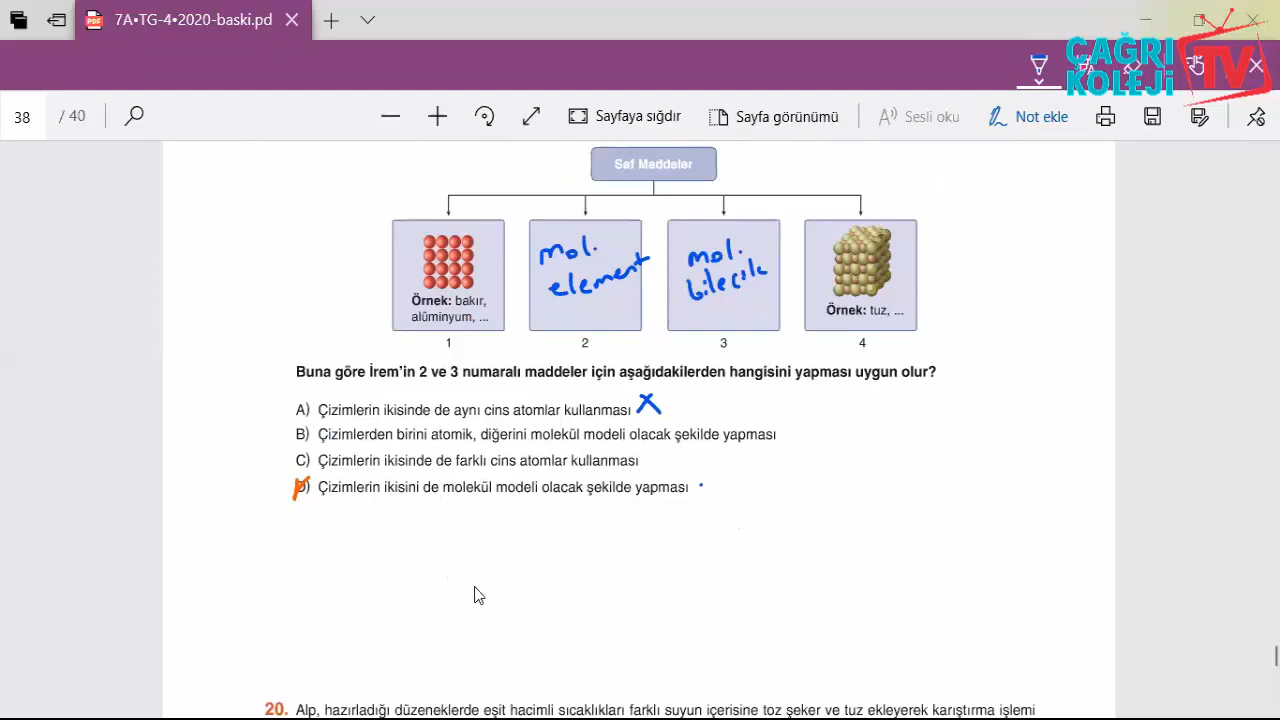 7A•TG-4•2020-baski.pd
ÇAĞRI
KOLEJİ
TV
38 / 40
Sayfaya sığdır
Sayfa görünümü
Sesli oku
Not ekle
Saf Maddeler
mol.
element
mol.
bileşik
Örnek: bakır,
alüminyum, ...
Örnek: tuz, ...
1
2
3
4
Buna göre İrem'in 2 ve 3 numaralı maddeler için aşağıdakilerden hangisini yapması uygun olur?
A) Çizimlerin ikisinde de aynı cins atomlar kullanması
B) Çizimlerden birini atomik, diğerini molekül modeli olacak şekilde yapması
C) Çizimlerin ikisinde de farklı cins atomlar kullanması
D) Çizimlerin ikisini de molekül modeli olacak şekilde yapması
20. Alp, hazırladığı düzeneklerde eşit hacimli sıcaklıkları farklı suyun içerisine toz şeker ve tuz ekleyerek karıştırma işlemi